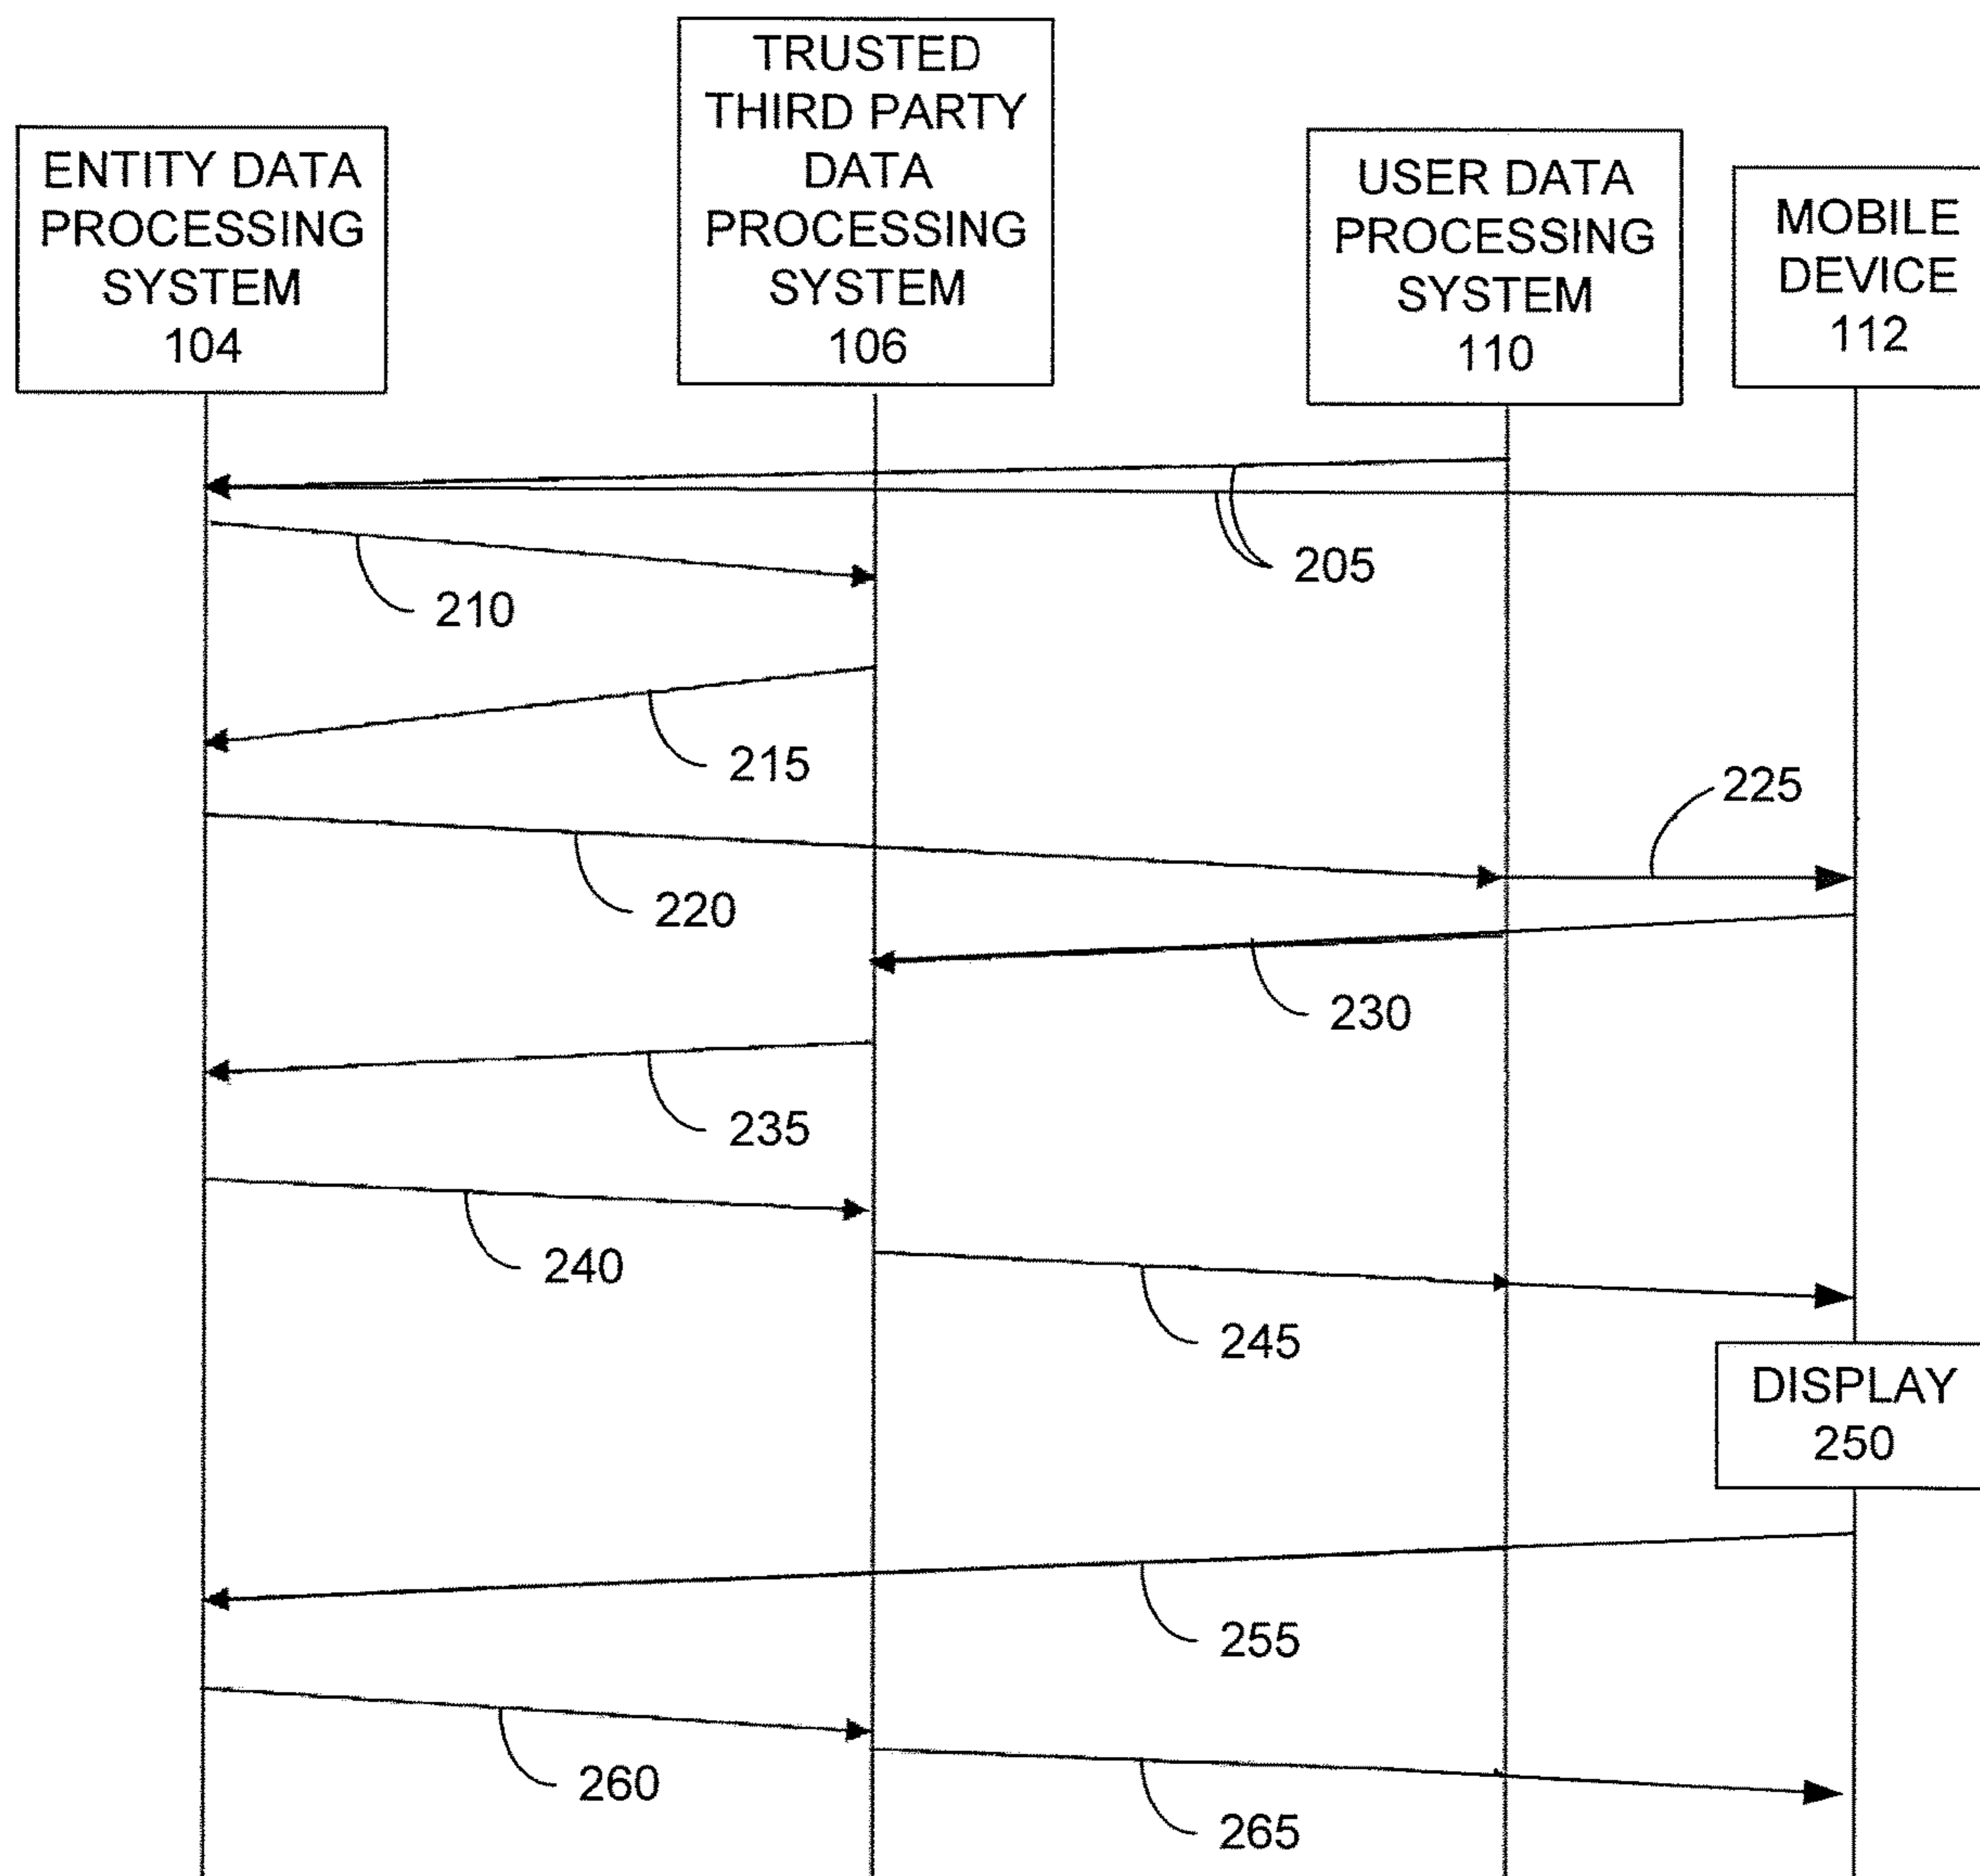 ENTITY DATA
PROCESSING
SYSTEM
104
TRUSTED
THIRD PARTY
DATA
PROCESSING
SYSTEM
106
USER DATA
PROCESSING
SYSTEM
110
MOBILE
DEVICE
112
205
210
215
225
220
230
235
240
245
DISPLAY
250
255
260
265